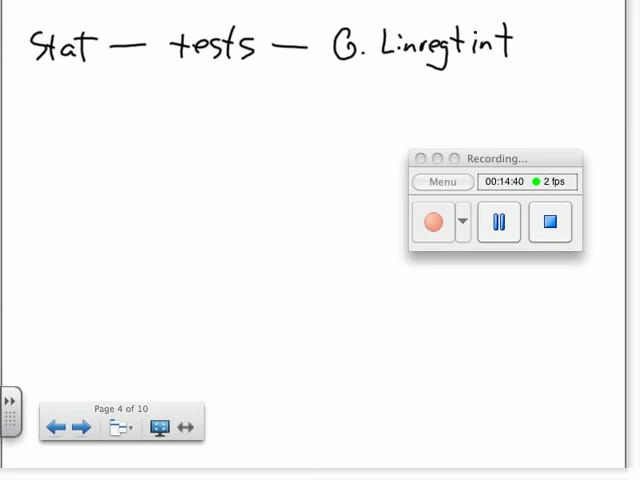 Stat — tests — G. Linregtint
Recording...
Menu
00:14:40 2 fps
Page 4 of 10